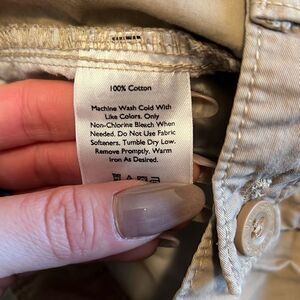 100% Cotton
Machine Wash Cold With
Like Colors. Only
Non-Chlorine Bleach When
Needed. Do Not Use Fabric
Softeners. Tumble Dry Low.
Remove Promptly. Warm
Iron As Desired.